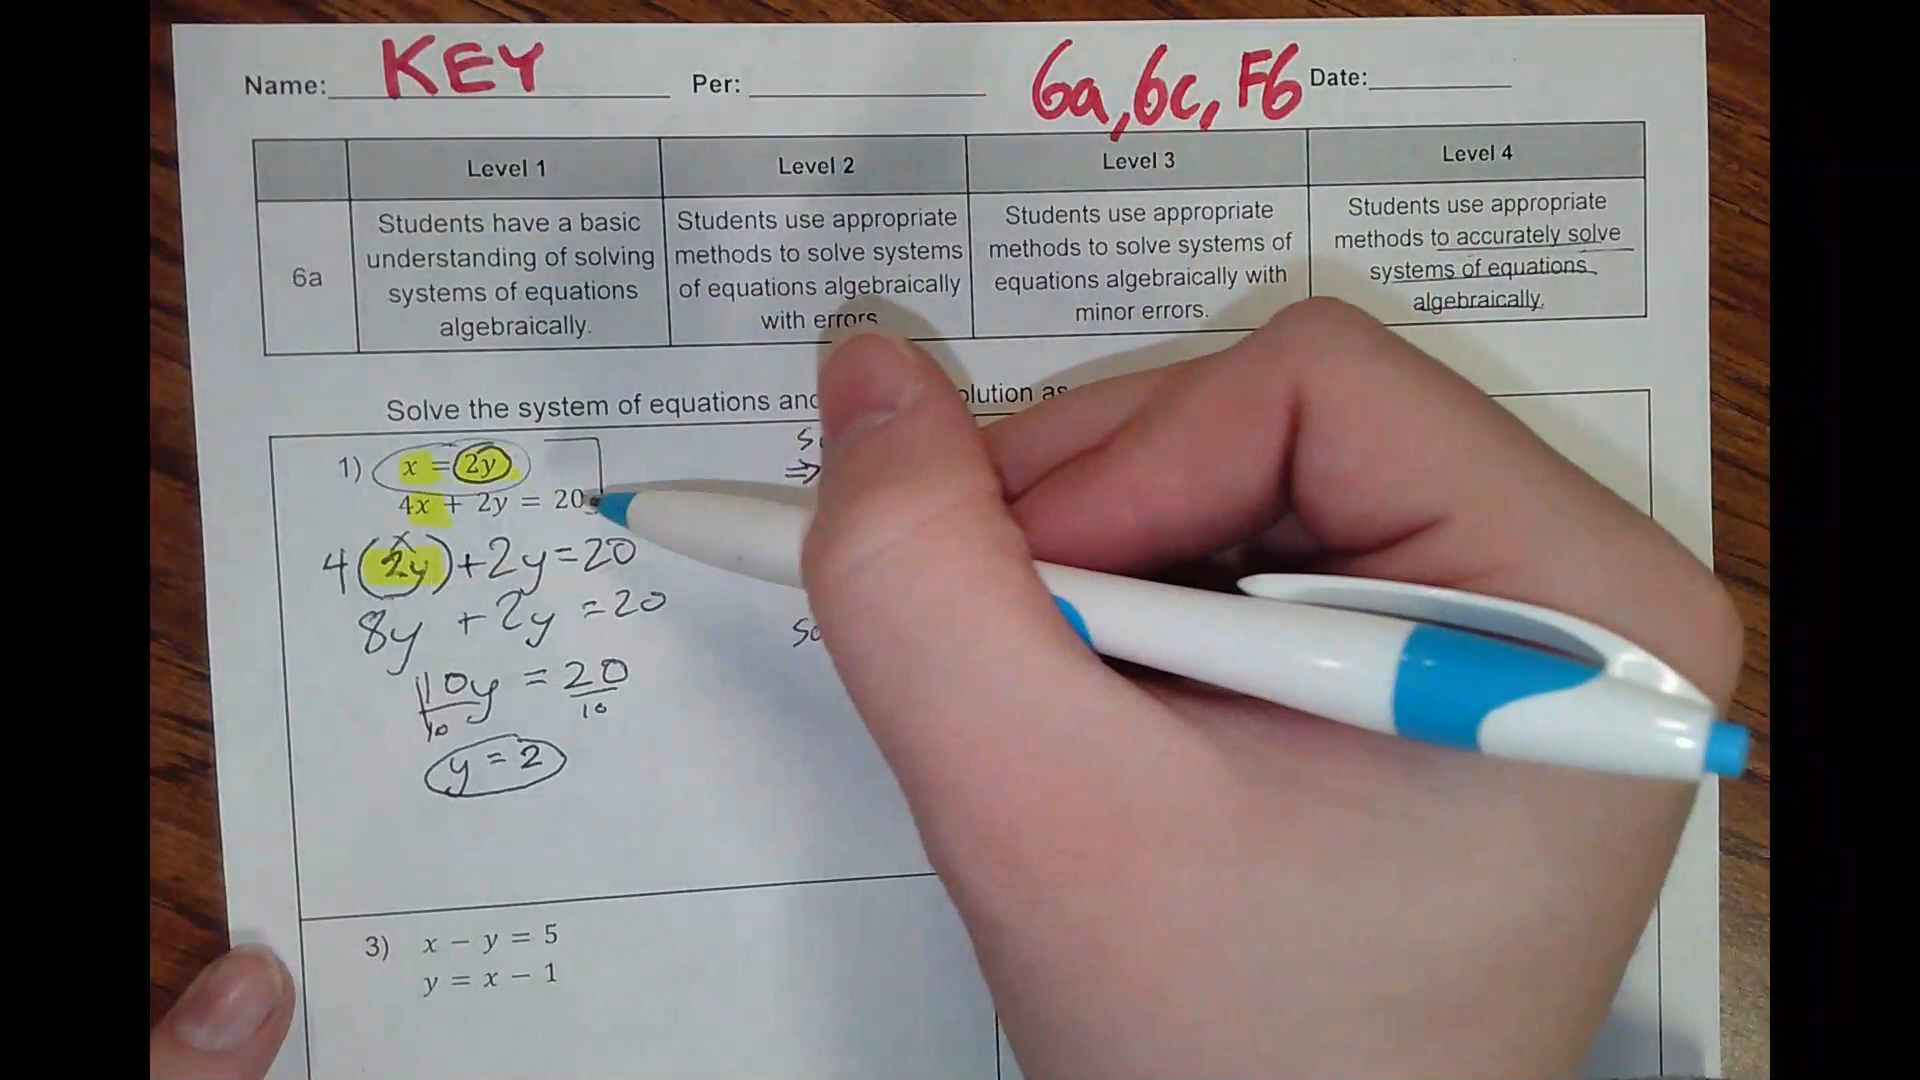 Name: KEY Per: 6a, 6c, F6 Date:
Level 1 Level 2 Level 3 Level 4
6a
Students have a basic
understanding of solving
systems of equations
algebraically.
Students use appropriate
methods to solve systems
of equations algebraically
with errors
Students use appropriate
methods to solve systems of
equations algebraically with
minor errors.
Students use appropriate
methods to accurately solve
systems of equations
algebraically.
Solve the system of equations and as
1) x = 2y
4x + 2y = 20
4(2y) + 2y = 20
8y + 2y = 20
10y = 20
10 10
y = 2
3) x − y = 5
y = x − 1